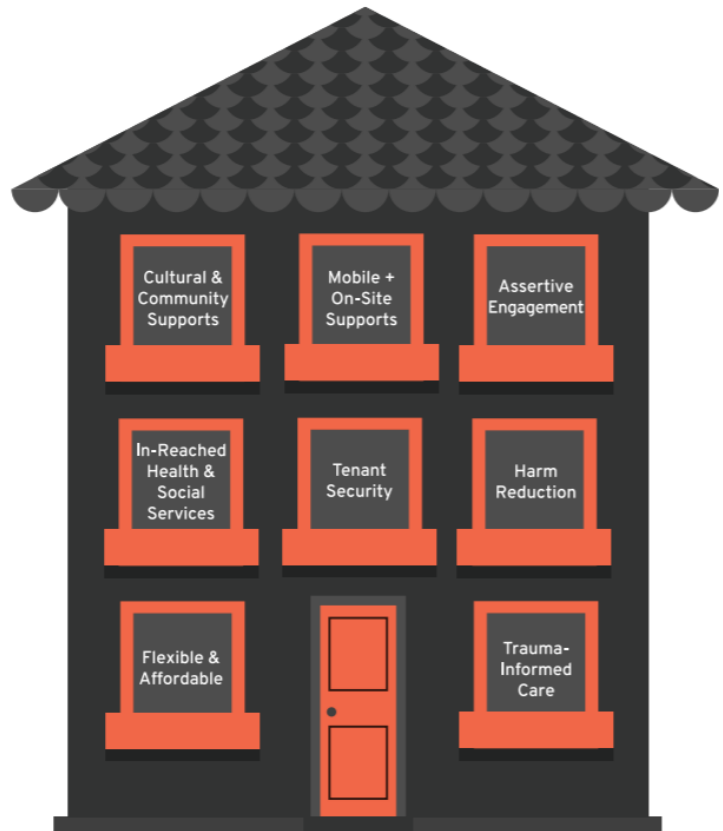 Cultural &
Community
Supports
Mobile +
On-Site
Supports
Assertive
Engagement
In-Reached
Health &
Social
Services
Tenant
Security
Harm
Reduction
Flexible &
Affordable
Trauma-
Informed
Care